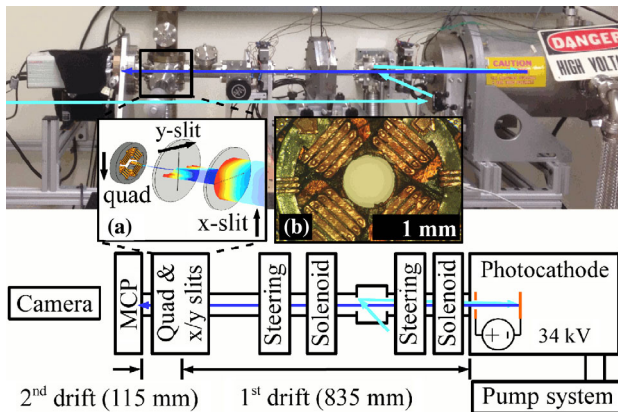 DANGER
HIGH VOLTA
CAUTION
y-slit
quad
(a)
x-slit
(b)
1 mm
Camera
MCP
Quad &
x/y slits
Steering
Solenoid
Steering
Solenoid
Photocathode
34 kV
2nd drift (115 mm)
1st drift (835 mm)
Pump system